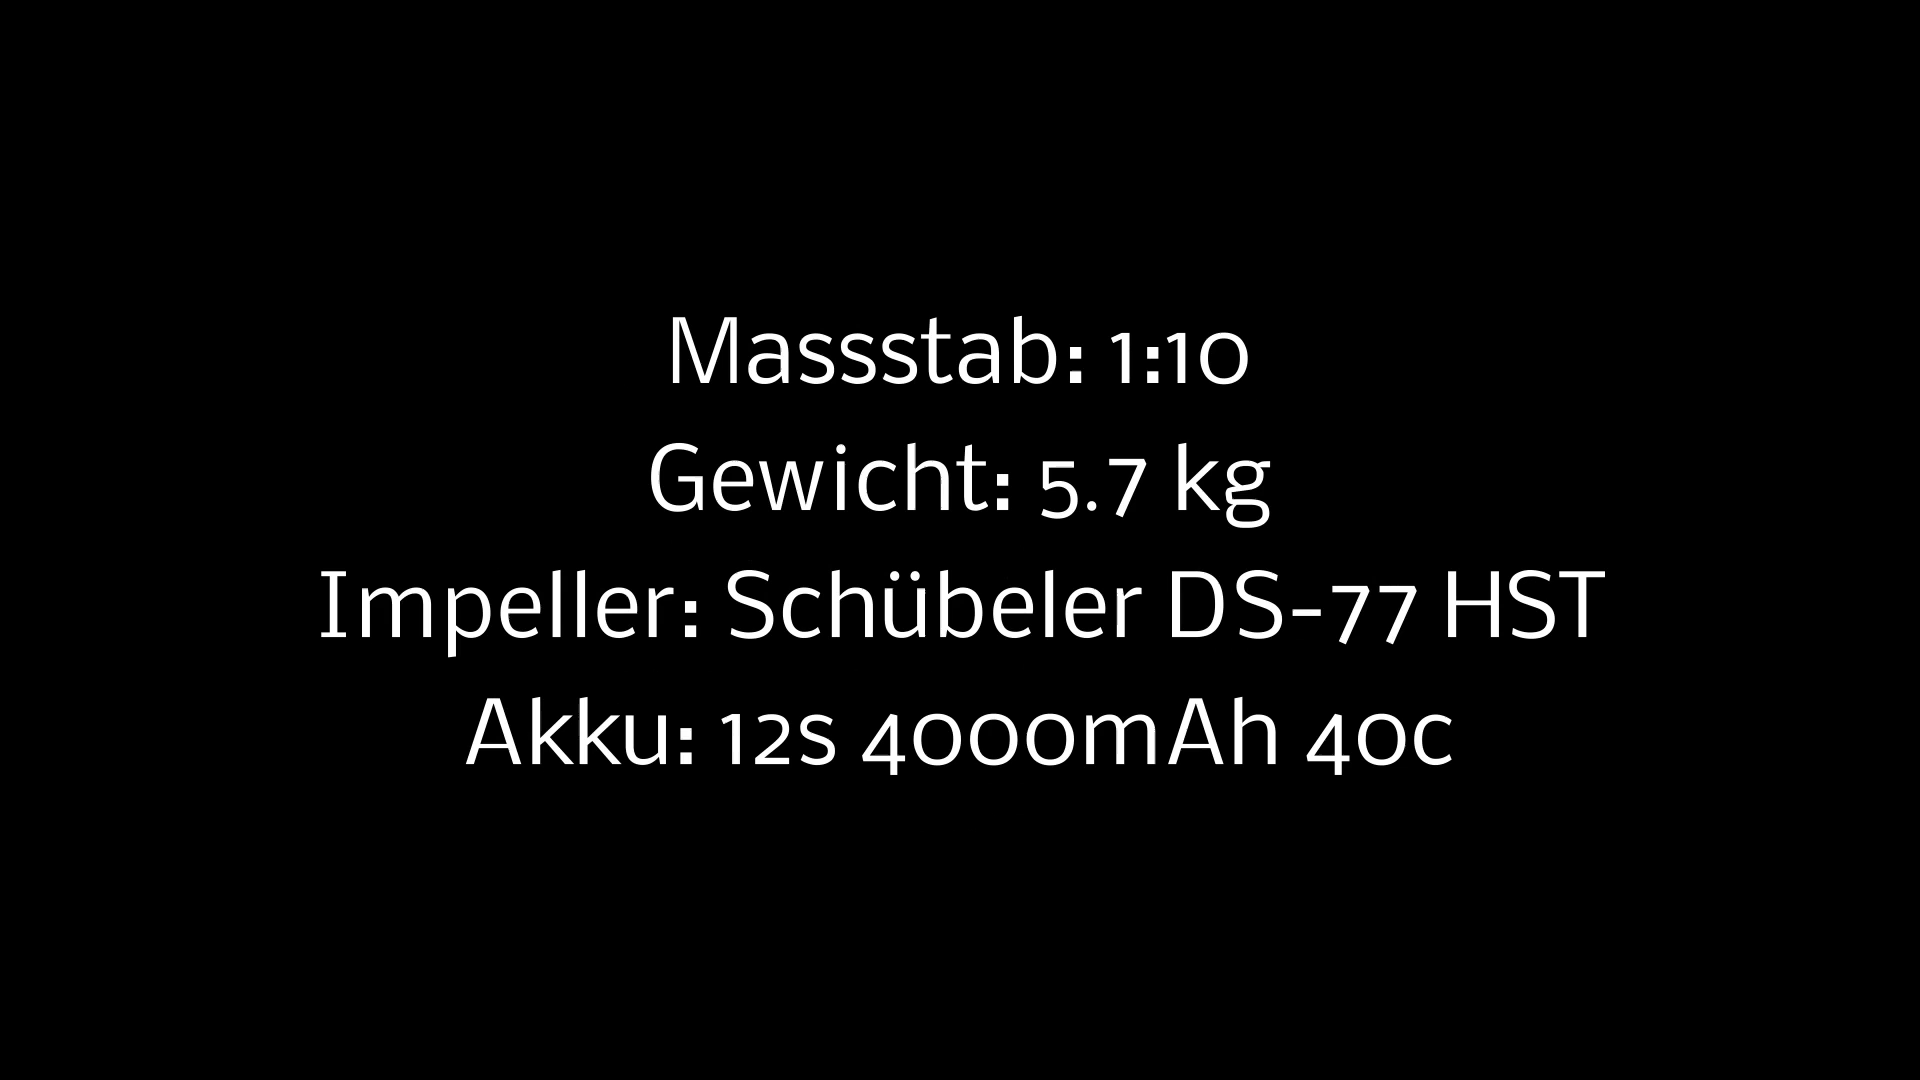 Massstab: 1:10
Gewicht: 5.7 kg
Impeller: Schübeler DS-77 HST
Akku: 12s 4000mAh 40c